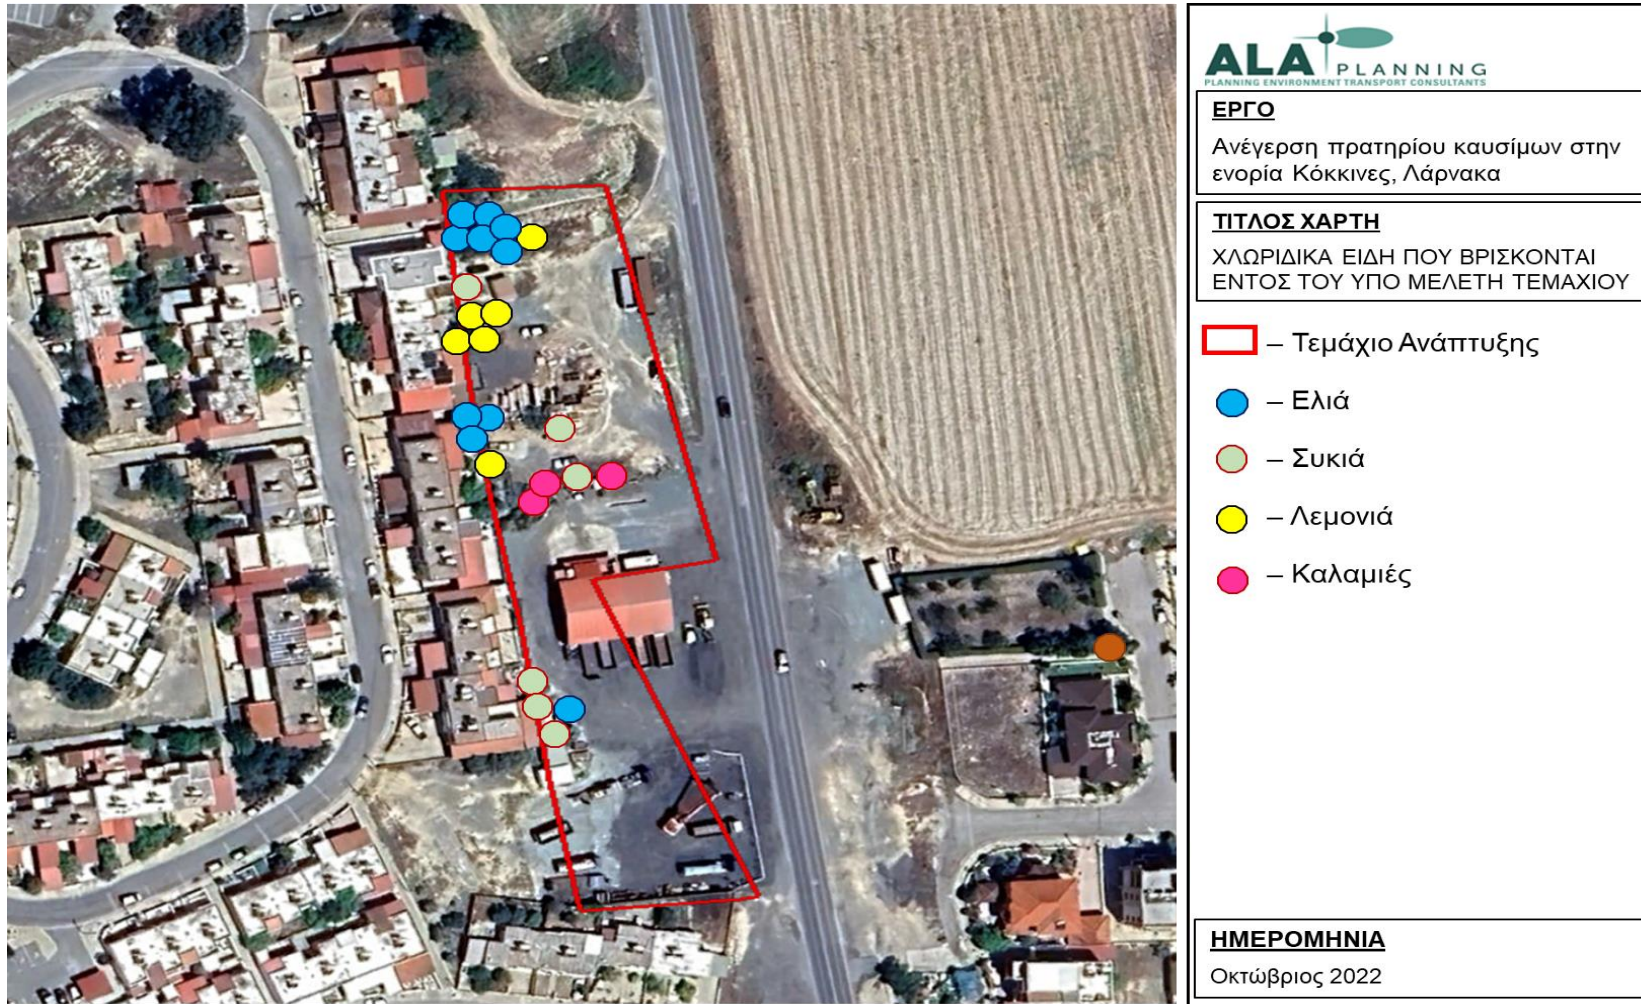 ALA PLANNING
PLANNING ENVIRONMENT TRANSPORT CONSULTANTS
ΕΡΓΟ
Ανέγερση πρατηρίου καυσίμων στην
ενορία Κόκκινες, Λάρνακα
ΤΙΤΛΟΣ ΧΑΡΤΗ
ΧΛΩΡΙΔΙΚΑ ΕΙΔΗ ΠΟΥ ΒΡΙΣΚΟΝΤΑΙ
ΕΝΤΟΣ ΤΟΥ ΥΠΟ ΜΕΛΕΤΗ ΤΕΜΑΧΙΟΥ
– Τεμάχιο Ανάπτυξης
– Ελιά
– Συκιά
– Λεμονιά
– Καλαμιές
ΗΜΕΡΟΜΗΝΙΑ
Οκτώβριος 2022